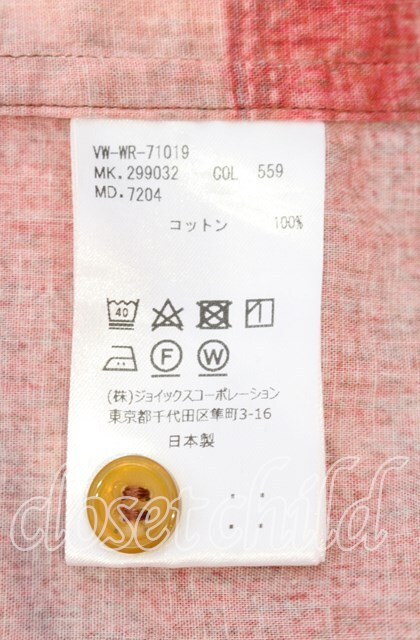 VW-WR-71019
MK.299032 COL 559
MD.7204
コットン 100%
40
F W
(株)ジョイックスコーポレーション
東京都千代田区隼町3-16
日本製
closet child